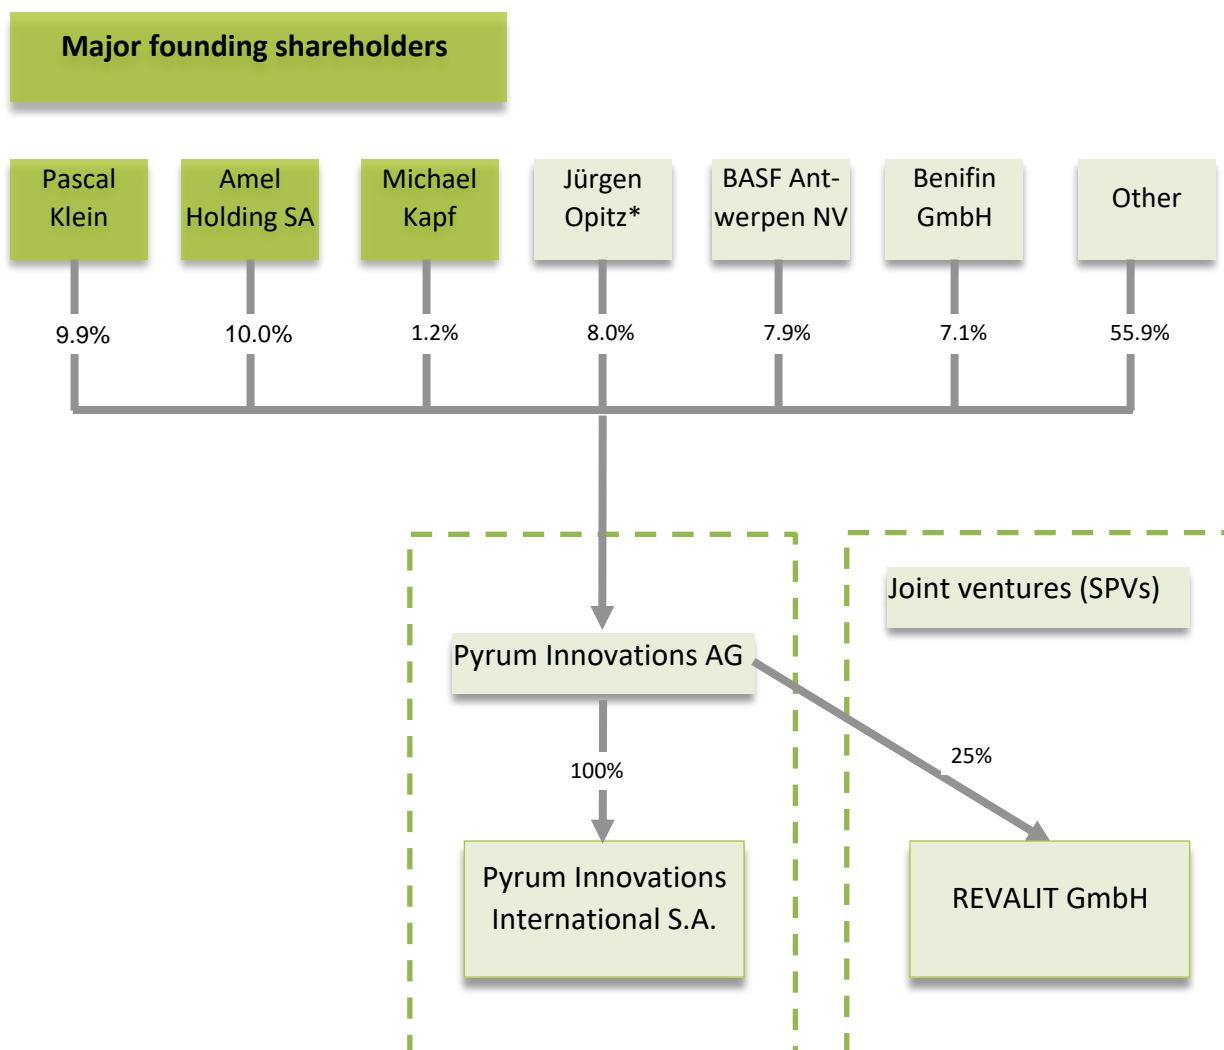 Major founding shareholders
Pascal
Klein
Amel
Holding SA
Michael
Kapf
Jürgen
Opitz*
BASF Ant-
werpen NV
Benifin
GmbH
Other
9.9%
10.0%
1.2%
8.0%
7.9%
7.1%
55.9%
Joint ventures (SPVs)
Pyrum Innovations AG
25%
100%
Pyrum Innovations
International S.A.
REVALIT GmbH